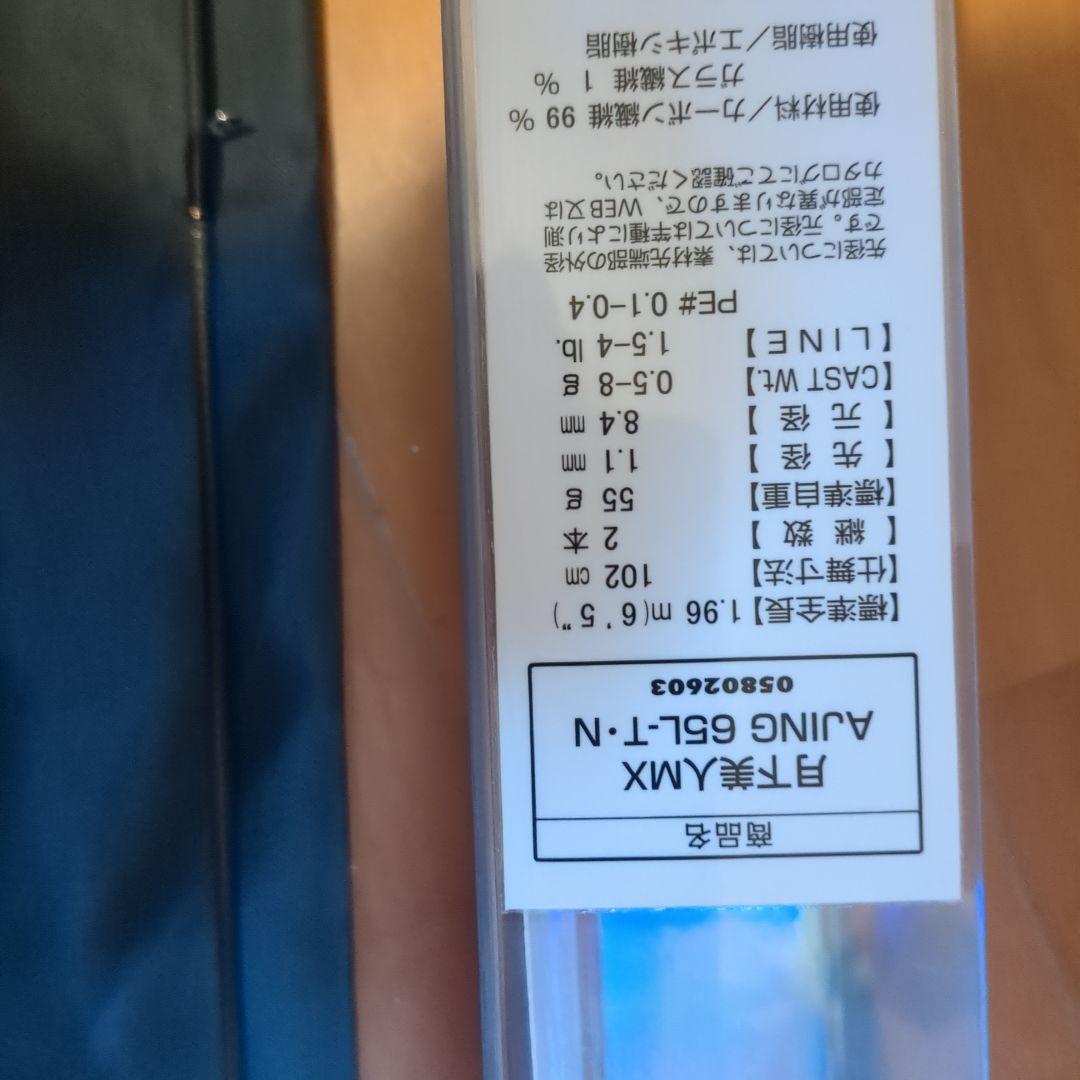 商品名
月下美人MX
AJING 65L-T・N
05802603
【標準全長】1.96 m(6'5")
【仕舞寸法】 102 cm
【継 数】 2 本
【標準自重】 55 g
【先 径】 1.1 mm
【元 径】 8.4 mm
【CAST Wt.】 0.5-8 g
【LINE】 1.5-4 lb.
PE# 0.1-0.4
先径については、素材先端部の外径
です。元径については竿種により測
定部が異なりますので、WEB又は
カタログにてご確認ください。
使用材料/カーボン繊維 99 %
ガラス繊維 1 %
使用樹脂/エポキシ樹脂